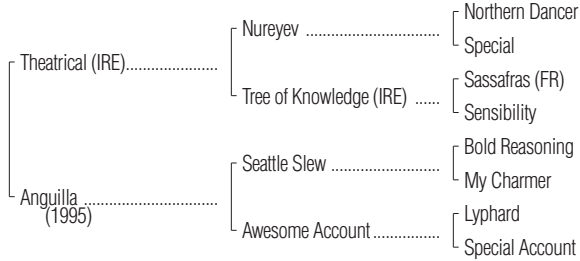 Northern Dancer
Nureyev ..............................
Special
Theatrical (IRE)......................
Sassafras (FR)
Tree of Knowledge (IRE) ......
Sensibility
Bold Reasoning
Seattle Slew ........................
My Charmer
Anguilla ...............................
(1995)
Lyphard
Awesome Account................
Special Account